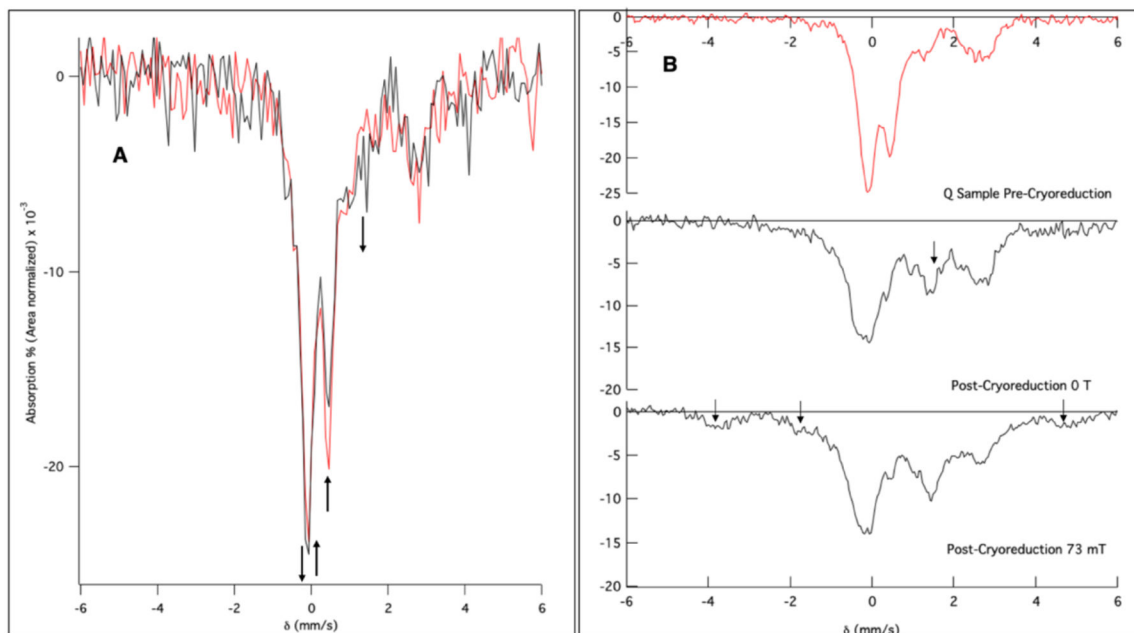 A
Absorption % (Area normalized) x 10⁻³
0
-10
-20
-6 -4 -2 0 2 4 6
δ (mm/s)
0
-5
-10
-15
-20
-25
-6 -4 -2 0 2 4 6
B
Q Sample Pre-Cryoreduction
0
-5
-10
-15
-20
Post-Cryoreduction 0 T
0
-5
-10
-15
-20
Post-Cryoreduction 73 mT
-6 -4 -2 0 2 4 6
δ (mm/s)